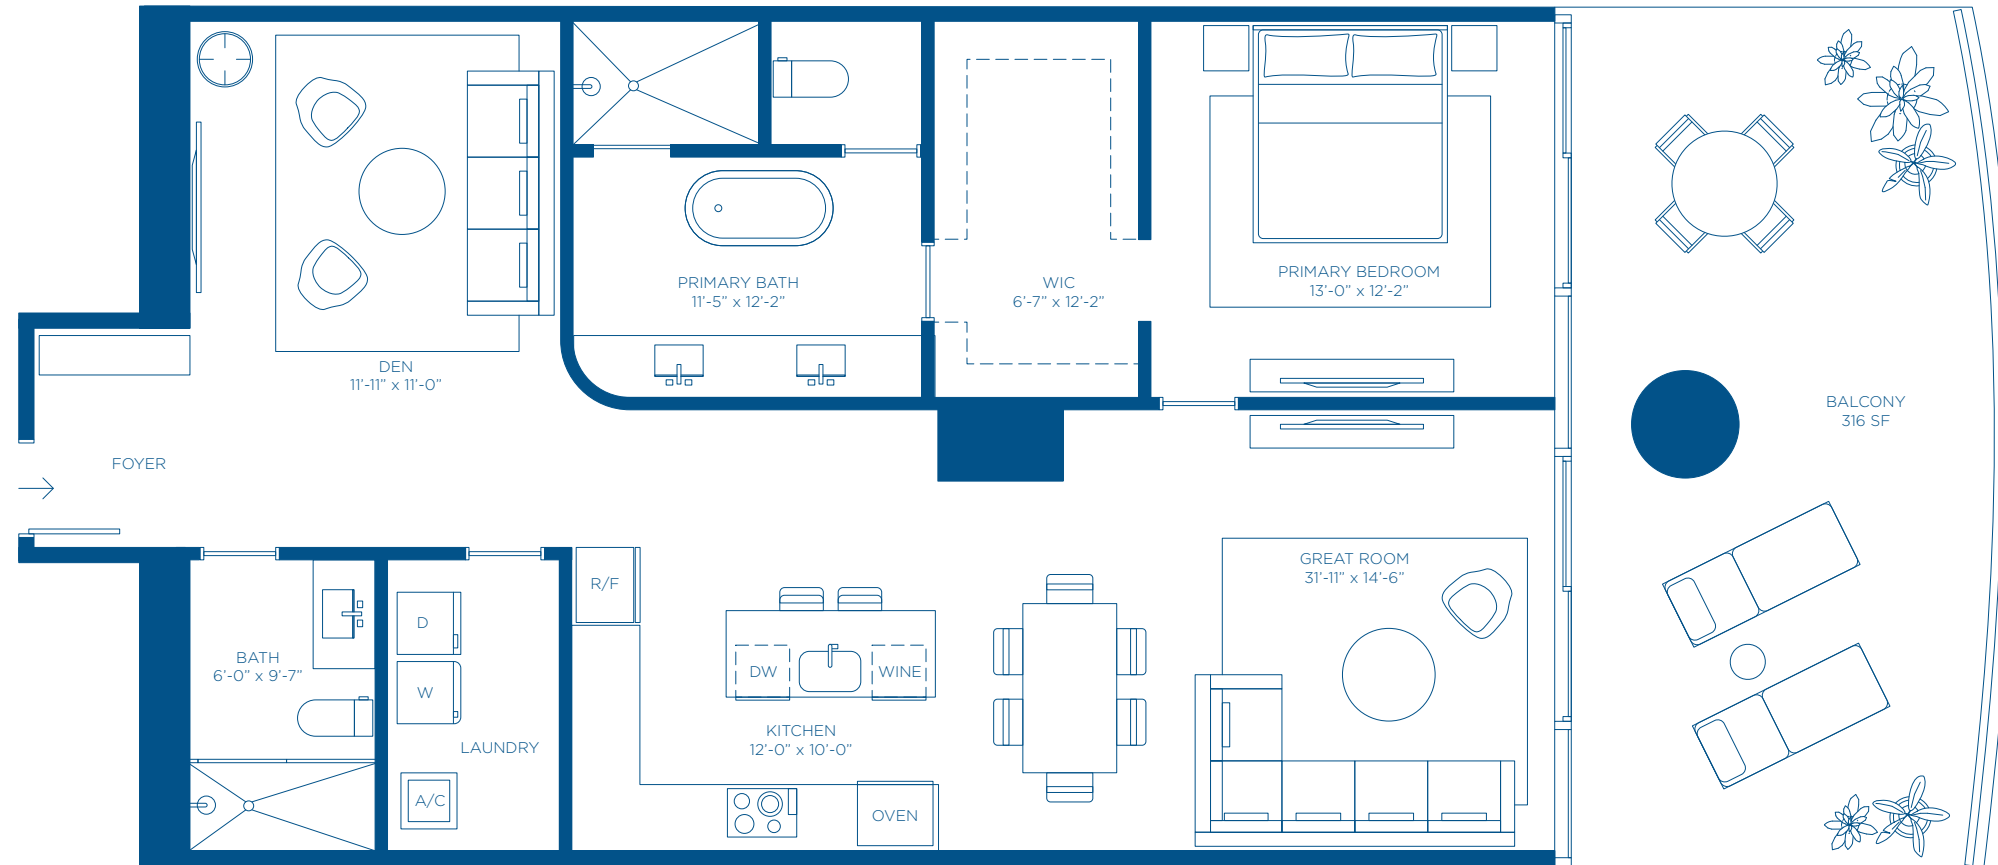 PRIMARY BATH
11'-5" x 12'-2"
WIC
6'-7" x 12'-2"
PRIMARY BEDROOM
13'-0" x 12'-2"
DEN
11'-11" x 11'-0"
BALCONY
316 SF
FOYER
GREAT ROOM
31'-11" x 14'-6"
R/F
D
BATH
6'-0" x 9'-7"
W
DW
WINE
LAUNDRY
KITCHEN
12'-0" x 10'-0"
A/C
OVEN